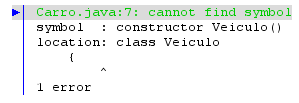 Carro.java:7: cannot find symbol
symbol  : constructor Veiculo()
location: class Veiculo
    {
        ^
1 error